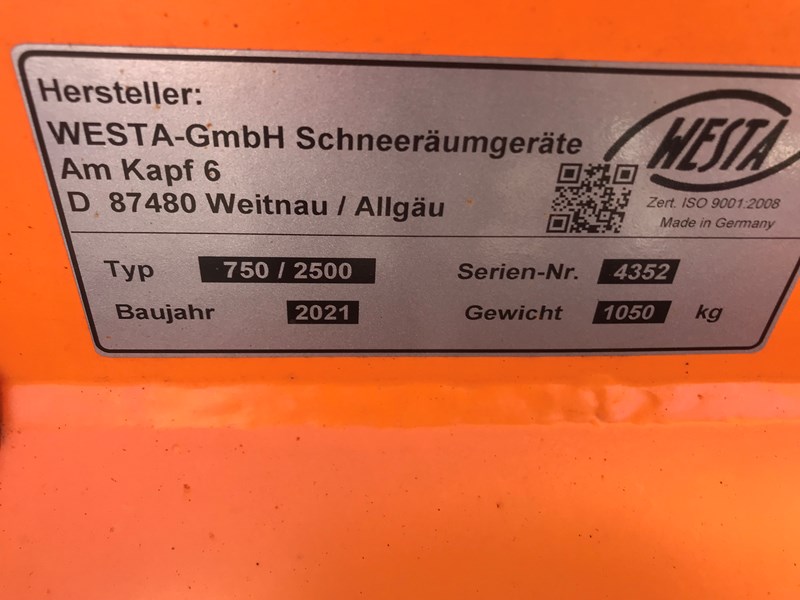 Hersteller:
WESTA-GmbH Schneeräumgeräte
Am Kapf 6
D 87480 Weitnau / Allgäu
WESTA
Zert. ISO 9001:2008
Made in Germany
Typ 750 / 2500 Serien-Nr. 4352
Baujahr 2021 Gewicht 1050 kg